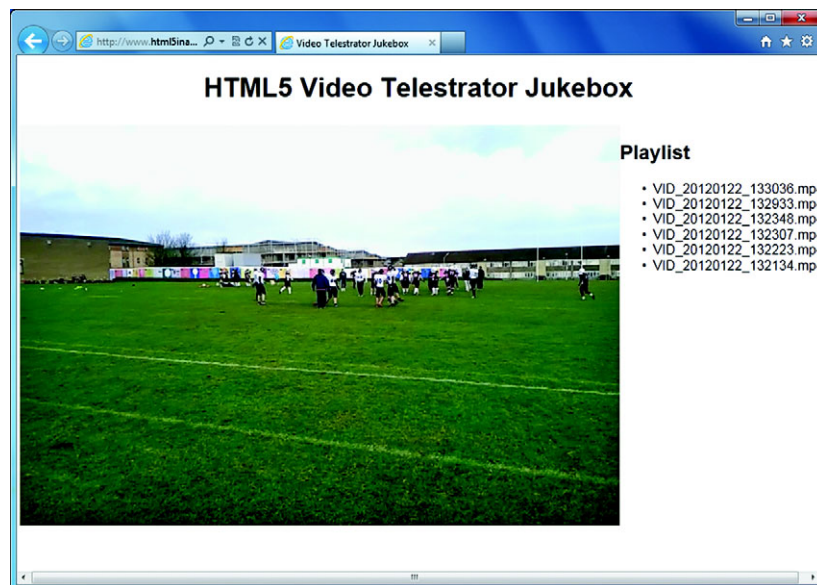 http://www.html5ina...
Video Telestrator Jukebox
HTML5 Video Telestrator Jukebox
Playlist
• VID_20120122_133036.mp
• VID_20120122_132933.mp
• VID_20120122_132348.mp
• VID_20120122_132307.mp
• VID_20120122_132223.mp
• VID_20120122_132134.mp